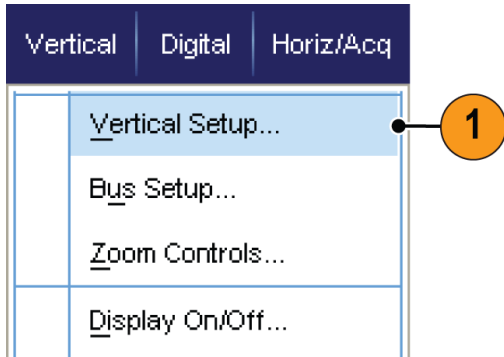 Vertical Digital Horiz/Acq
Vertical Setup...
1
Bus Setup...
Zoom Controls...
Display On/Off...